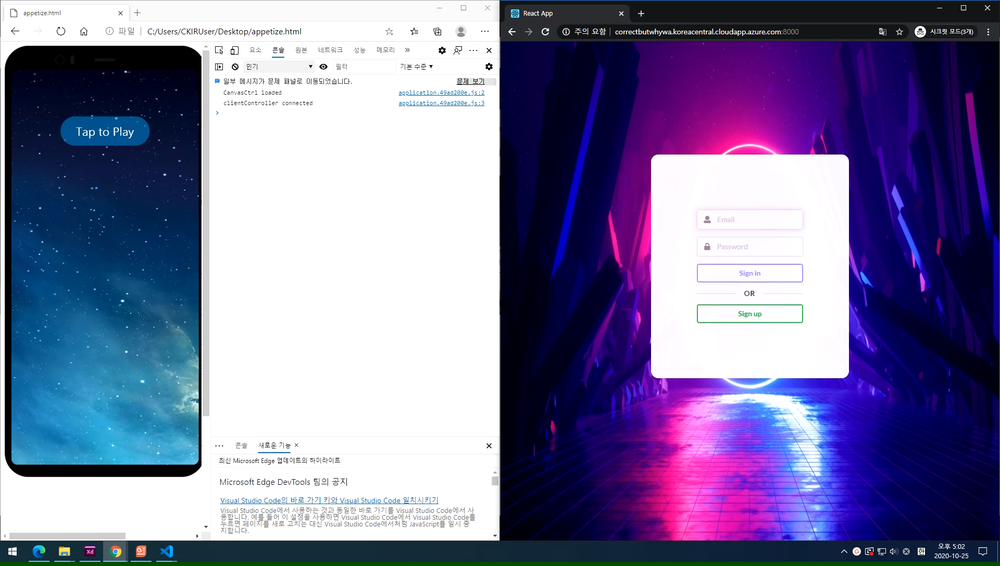 appetize.html
파일
C:/Users/CKIRUser/Desktop/appetize.html
Tap to Play
요소 콘솔 원본 네트워크 성능 메모리
인기 필터 기본 수준
일부 메시지가 문제 패널로 이동되었습니다. 문제 보기
CanvasCtrl loaded application.49ad200e.js:2
clientController connected application.49ad200e.js:3
콘솔 새로운 기능
최신 Microsoft Edge 업데이트의 하이라이트
Microsoft Edge DevTools 팀의 공지
Visual Studio Code의 바로 가기 키와 Visual Studio Code 일치시키기
Visual Studio Code에서 사용하는 것과 동일한 바로 가기를 Visual Studio Code에서 사
용합니다. 예를 들어 이 설정을 사용하면 Visual Studio Code에서 Visual Studio Code를
누르면 페이지를 새로 고치는 대신 Visual Studio Code에서처럼 JavaScript를 일시 중
지합니다.
React App
주의 요함 correctbutwhywa.koreacentral.cloudapp.azure.com:8000 시크릿 모드(3개)
Email
Password
Sign in
OR
Sign up
Xd
한
오후 5:02
2020-10-25